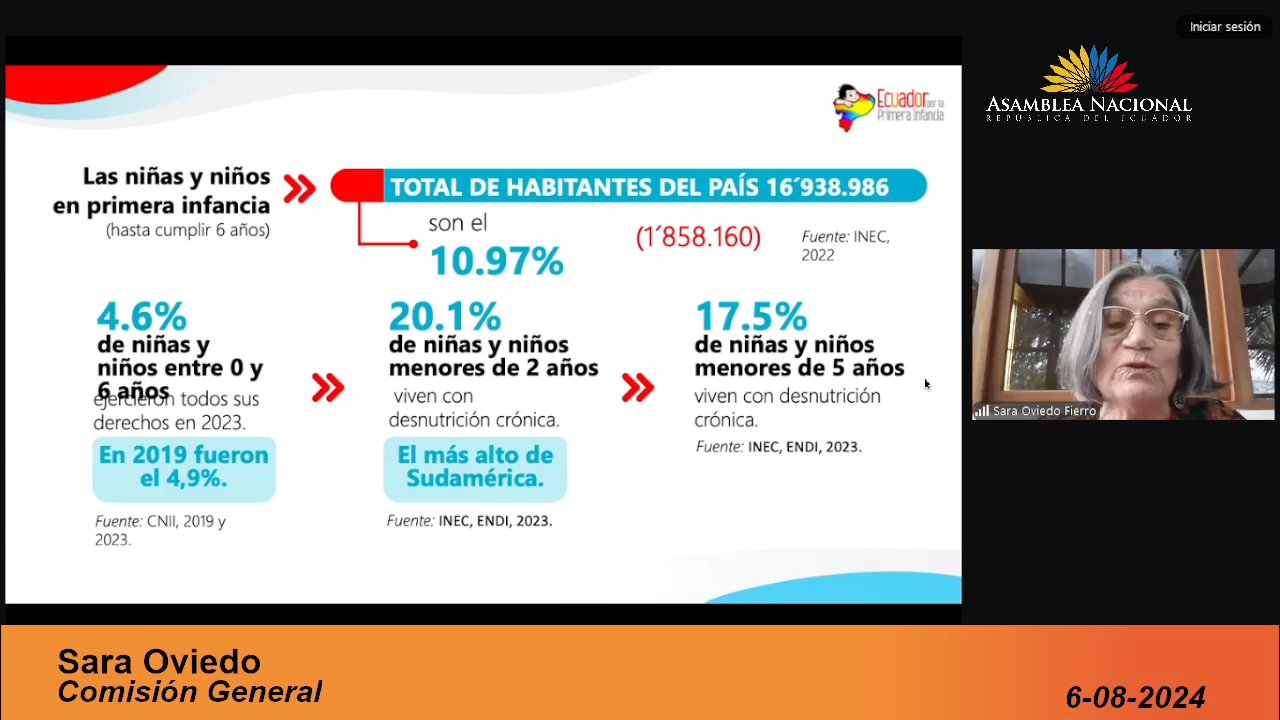 Iniciar sesión
ASAMBLEA NACIONAL
REPÚBLICA DEL ECUADOR
Ecuador por la
Primera Infancia
Las niñas y niños
en primera infancia
(hasta cumplir 6 años)
TOTAL DE HABITANTES DEL PAÍS 16´938.986
son el
10.97%
(1´858.160)
Fuente: INEC,
2022
4.6%
de niñas y
niños entre 0 y
6 años
ejercieron todos sus
derechos en 2023.
En 2019 fueron
el 4,9%.
Fuente: CNII, 2019 y
2023.
20.1%
de niñas y niños
menores de 2 años
viven con
desnutrición crónica.
El más alto de
Sudamérica.
Fuente: INEC, ENDI, 2023.
17.5%
de niñas y niños
menores de 5 años
viven con desnutrición
crónica.
Fuente: INEC, ENDI, 2023.
Sara Oviedo Fierro
Sara Oviedo
Comisión General
6-08-2024